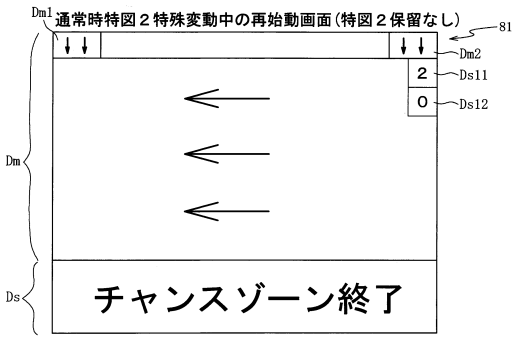 通常時特図２特殊変動中の再始動画面(特図２保留なし)
Dm1
81
Dm2
2 Ds11
0 Ds12
Dm
Ds
チャンスゾーン終了